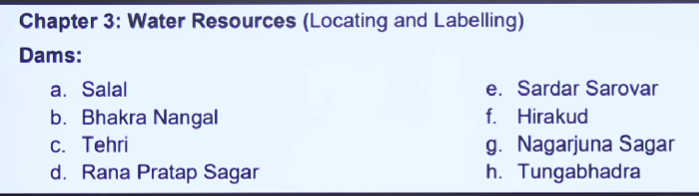 Chapter 3: Water Resources (Locating and Labelling)
Dams:
a. Salal
b. Bhakra Nangal
c. Tehri
d. Rana Pratap Sagar
e. Sardar Sarovar
f. Hirakud
g. Nagarjuna Sagar
h. Tungabhadra